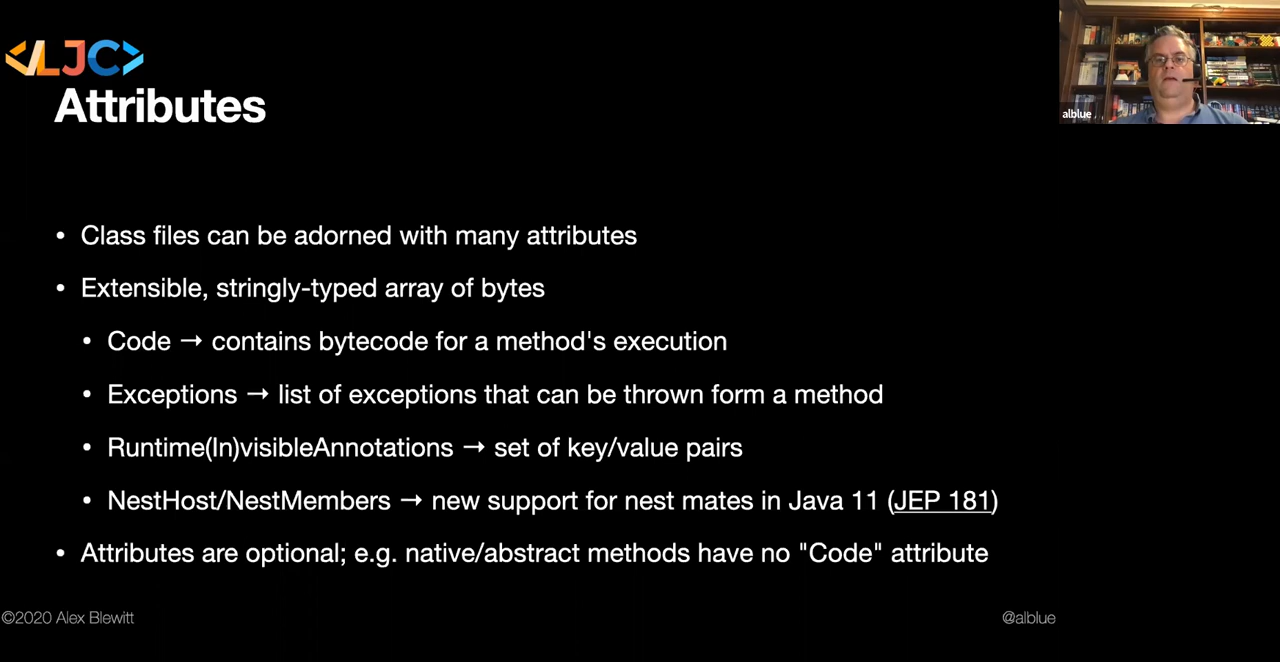 <LJC>
Attributes
alblue
• Class files can be adorned with many attributes
• Extensible, stringly-typed array of bytes
• Code → contains bytecode for a method's execution
• Exceptions → list of exceptions that can be thrown form a method
• Runtime(In)visibleAnnotations → set of key/value pairs
• NestHost/NestMembers → new support for nest mates in Java 11 (JEP 181)
• Attributes are optional; e.g. native/abstract methods have no "Code" attribute
©2020 Alex Blewitt
@alblue